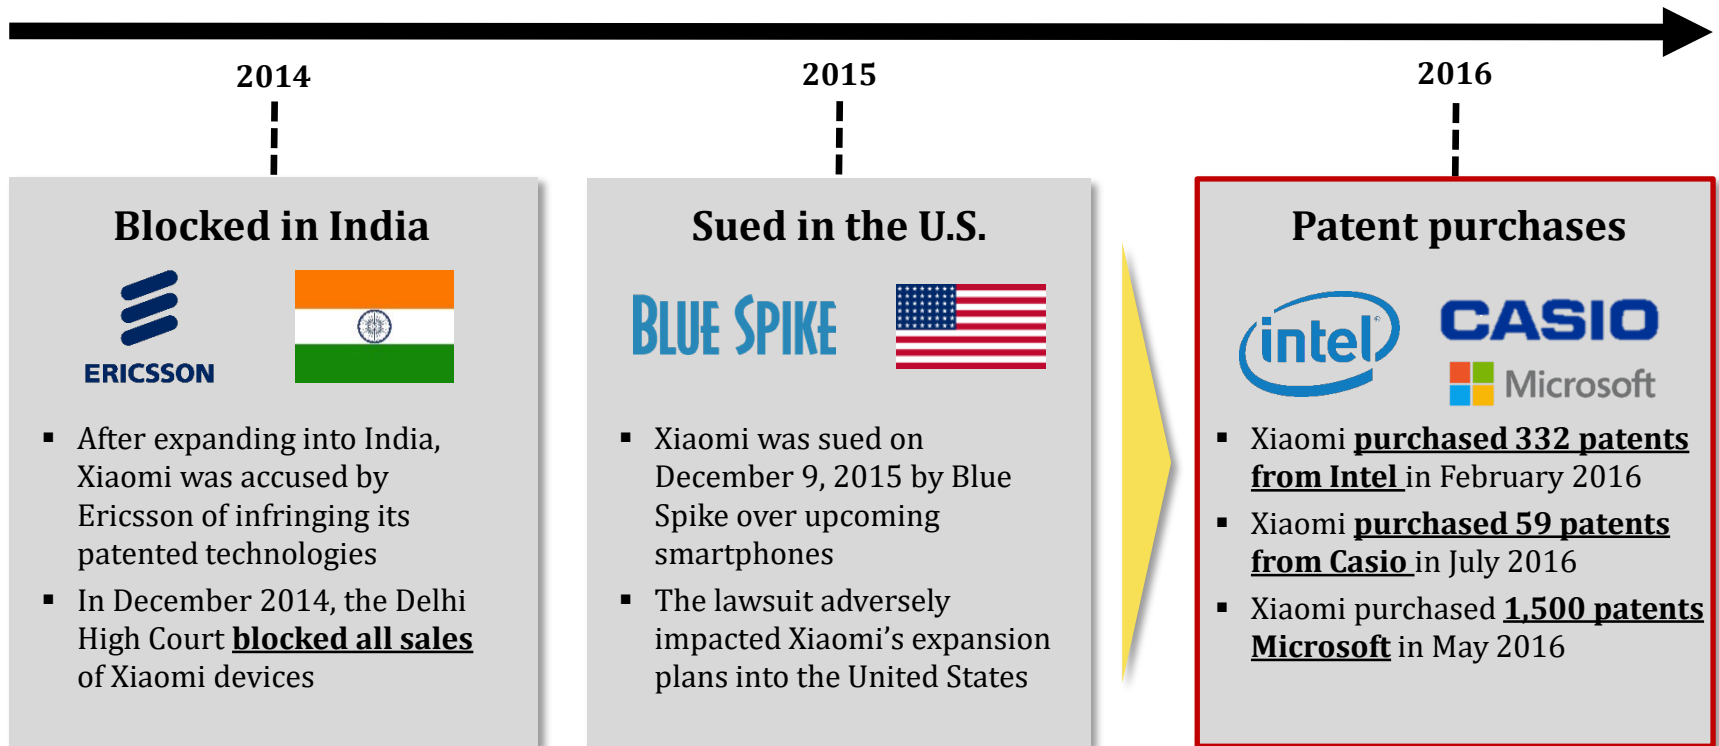 2014
2015
2016
Blocked in India
ERICSSON
▪ After expanding into India,
Xiaomi was accused by
Ericsson of infringing its
patented technologies
▪ In December 2014, the Delhi
High Court blocked all sales
of Xiaomi devices
Sued in the U.S.
BLUE SPIKE
▪ Xiaomi was sued on
December 9, 2015 by Blue
Spike over upcoming
smartphones
▪ The lawsuit adversely
impacted Xiaomi’s expansion
plans into the United States
Patent purchases
intel®
CASIO
Microsoft
▪ Xiaomi purchased 332 patents
from Intel in February 2016
▪ Xiaomi purchased 59 patents
from Casio in July 2016
▪ Xiaomi purchased 1,500 patents
Microsoft in May 2016